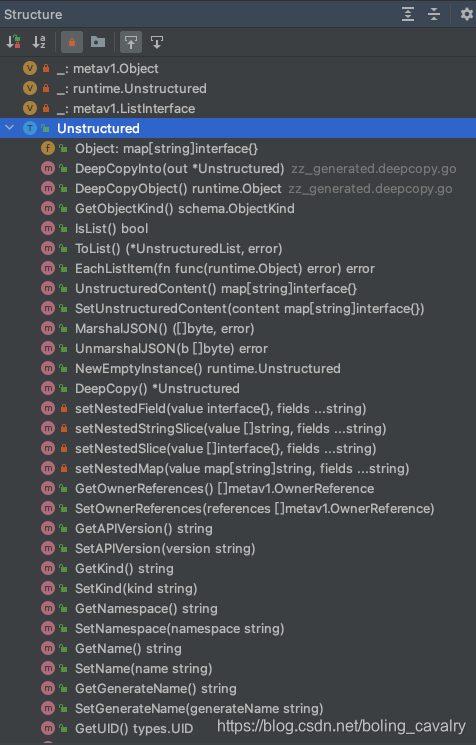 Structure
_: metav1.Object
_: runtime.Unstructured
_: metav1.ListInterface
Unstructured
Object: map[string]interface{}
DeepCopyInto(out *Unstructured) zz_generated.deepcopy.go
DeepCopyObject() runtime.Object zz_generated.deepcopy.go
GetObjectKind() schema.ObjectKind
IsList() bool
ToList() (*UnstructuredList, error)
EachListItem(fn func(runtime.Object) error) error
UnstructuredContent() map[string]interface{}
SetUnstructuredContent(content map[string]interface{})
MarshalJSON() ([]byte, error)
UnmarshalJSON(b []byte) error
NewEmptyInstance() runtime.Unstructured
DeepCopy() *Unstructured
setNestedField(value interface{}, fields ...string)
setNestedStringSlice(value []string, fields ...string)
setNestedSlice(value []interface{}, fields ...string)
setNestedMap(value map[string]string, fields ...string)
GetOwnerReferences() []metav1.OwnerReference
SetOwnerReferences(references []metav1.OwnerReference)
GetAPIVersion() string
SetAPIVersion(version string)
GetKind() string
SetKind(kind string)
GetNamespace() string
SetNamespace(namespace string)
GetName() string
SetName(name string)
GetGenerateName() string
SetGenerateName(generateName string)
GetUID() types.UID
https://blog.csdn.net/boling_cavalry